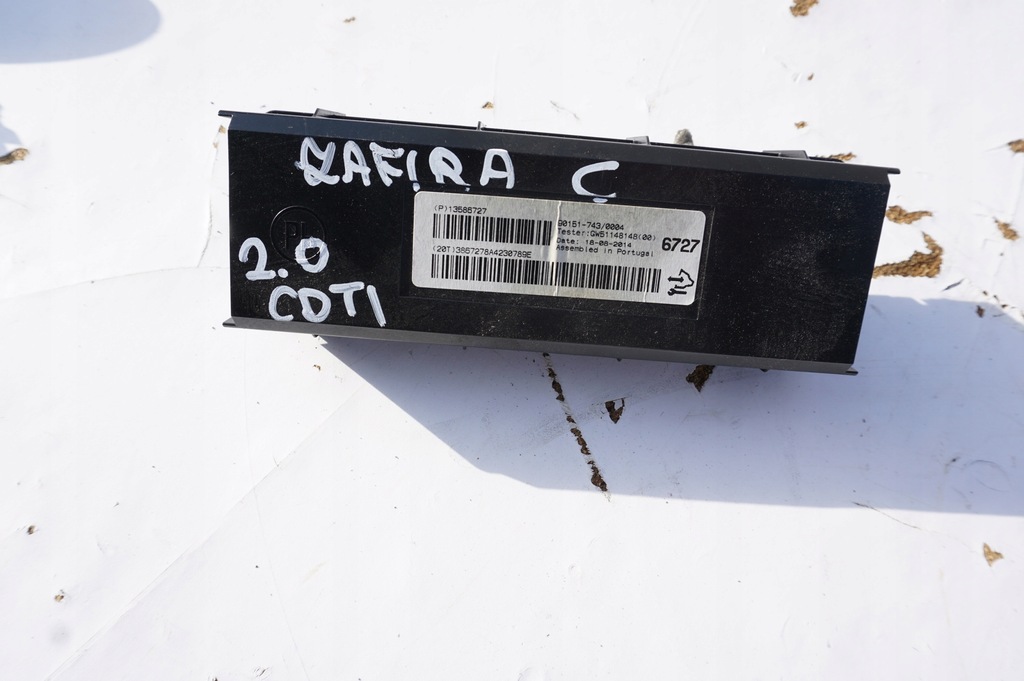 ZAFIRA C
2.0
CDTI
(P)13586727
90151-743/0004
Tester:GW51148148(00)
Date: 18-08-2014
Assembled in Portugal
6727
(20T)3867278A4230789E